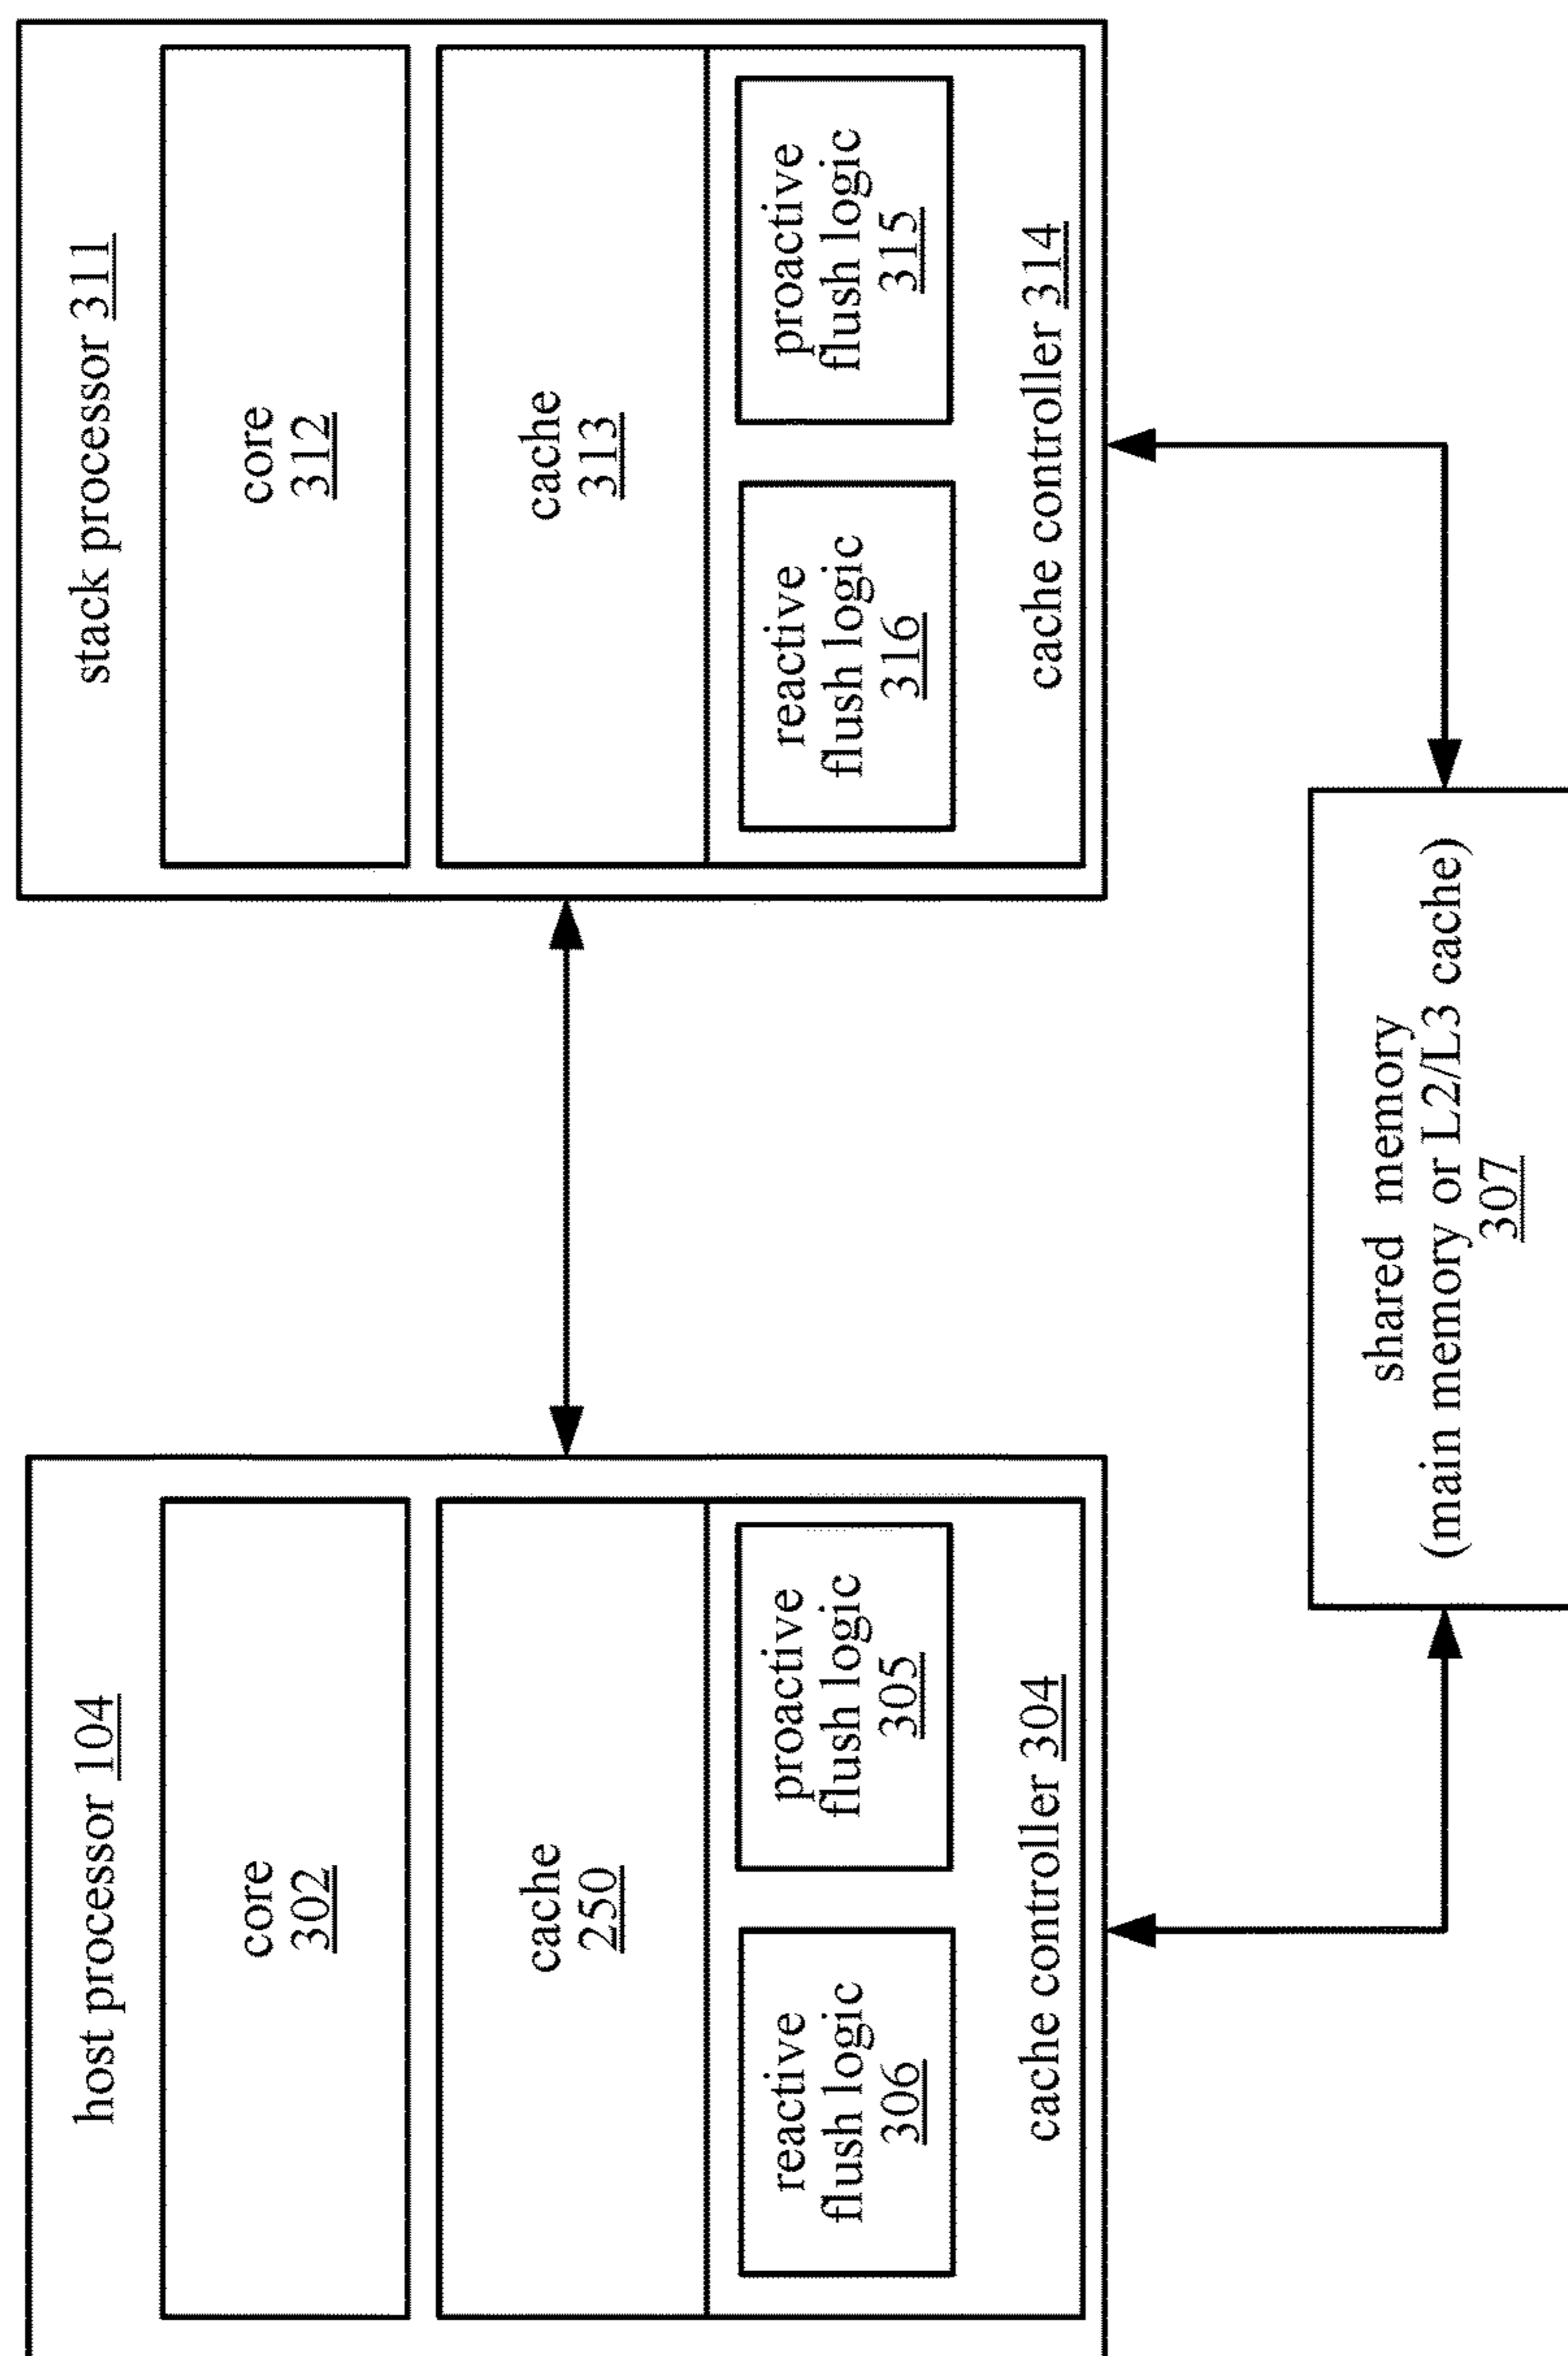 host processor 104
core
302
cache
250
reactive
flush logic
306
proactive
flush logic
305
cache controller 304
stack processor 311
core
312
cache
313
reactive
flush logic
316
proactive
flush logic
315
cache controller 314
shared memory
(main memory or L2/L3 cache)
307